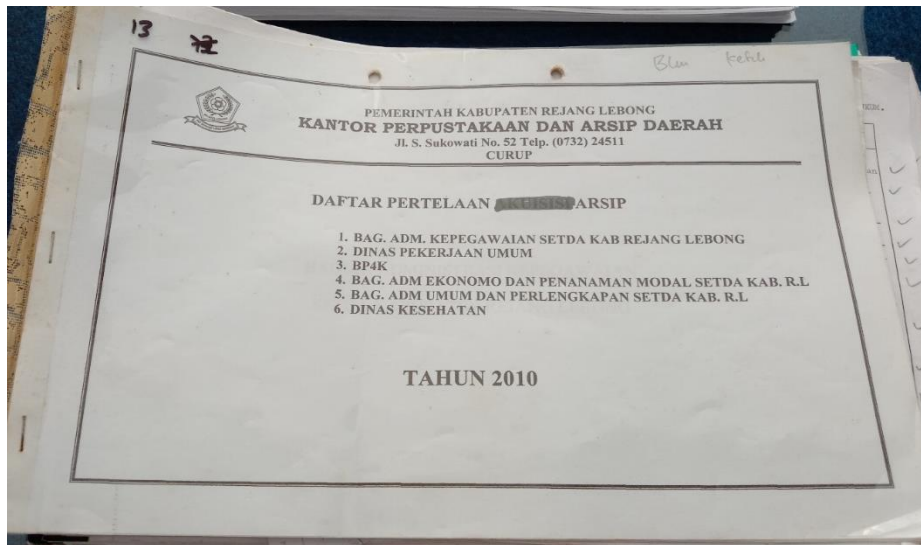 13
PEMERINTAH KABUPATEN REJANG LEBONG
KANTOR PERPUSTAKAAN DAN ARSIP DAERAH
Jl. S. Sukowati No. 52 Telp. (0732) 24511
CURUP
DAFTAR PERTELAAN AKUISISI ARSIP
1. BAG. ADM. KEPEGAWAIAN SETDA KAB REJANG LEBONG
2. DINAS PEKERJAAN UMUM
3. BP4K
4. BAG. ADM EKONOMO DAN PENANAMAN MODAL SETDA KAB. R.L
5. BAG. ADM UMUM DAN PERLENGKAPAN SETDA KAB. R.L
6. DINAS KESEHATAN
TAHUN 2010